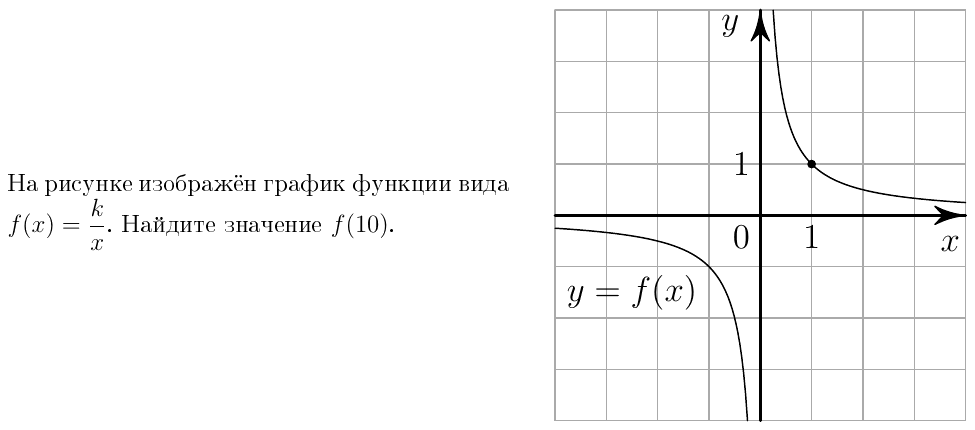 На рисунке изображён график функции вида
f(x) = k/x. Найдите значение f(10).
y
1
0
1
x
y = f(x)